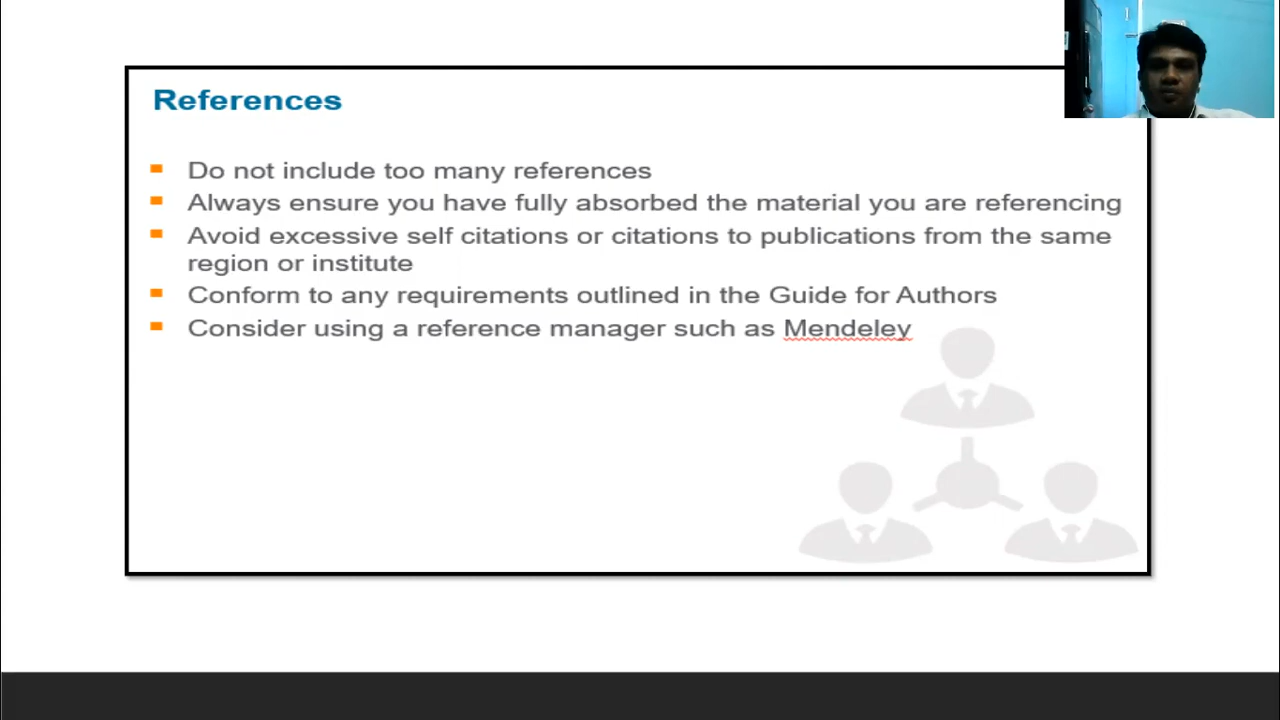 References
Do not include too many references
Always ensure you have fully absorbed the material you are referencing
Avoid excessive self citations or citations to publications from the same
region or institute
Conform to any requirements outlined in the Guide for Authors
Consider using a reference manager such as Mendeley